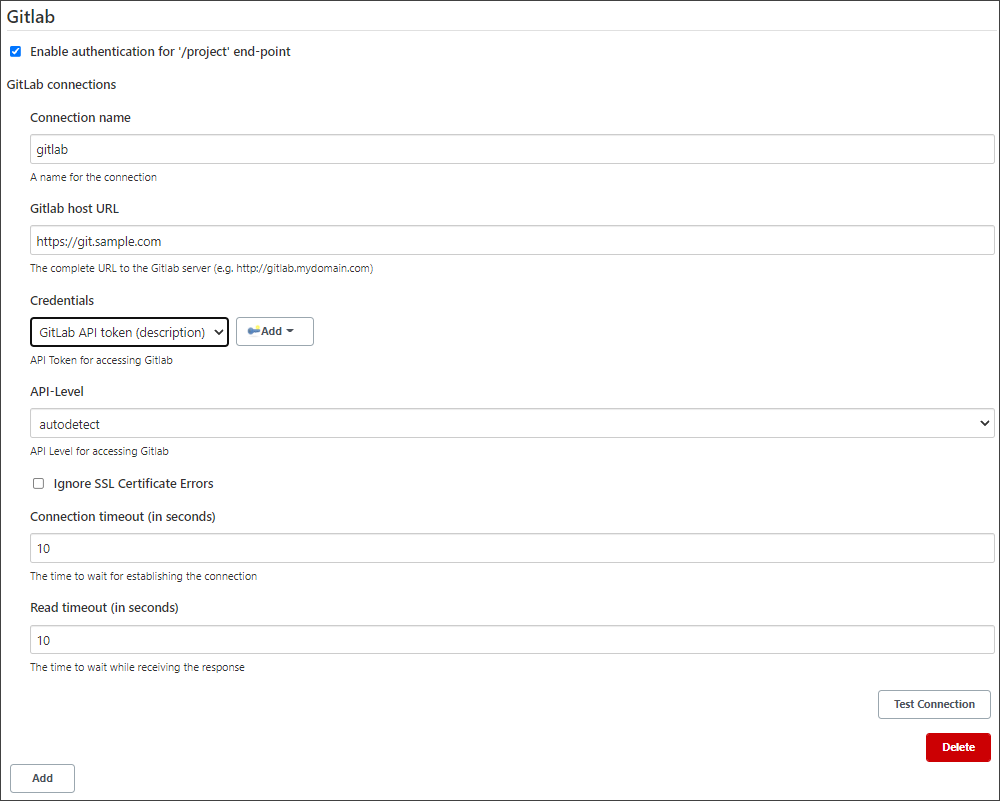 Gitlab
Enable authentication for '/project' end-point
GitLab connections
Connection name
gitlab
A name for the connection
Gitlab host URL
https://git.sample.com
The complete URL to the Gitlab server (e.g. http://gitlab.mydomain.com)
Credentials
GitLab API token (description) Add
API Token for accessing Gitlab
API-Level
autodetect
API Level for accessing Gitlab
Ignore SSL Certificate Errors
Connection timeout (in seconds)
10
The time to wait for establishing the connection
Read timeout (in seconds)
10
The time to wait while receiving the response
Test Connection
Delete
Add